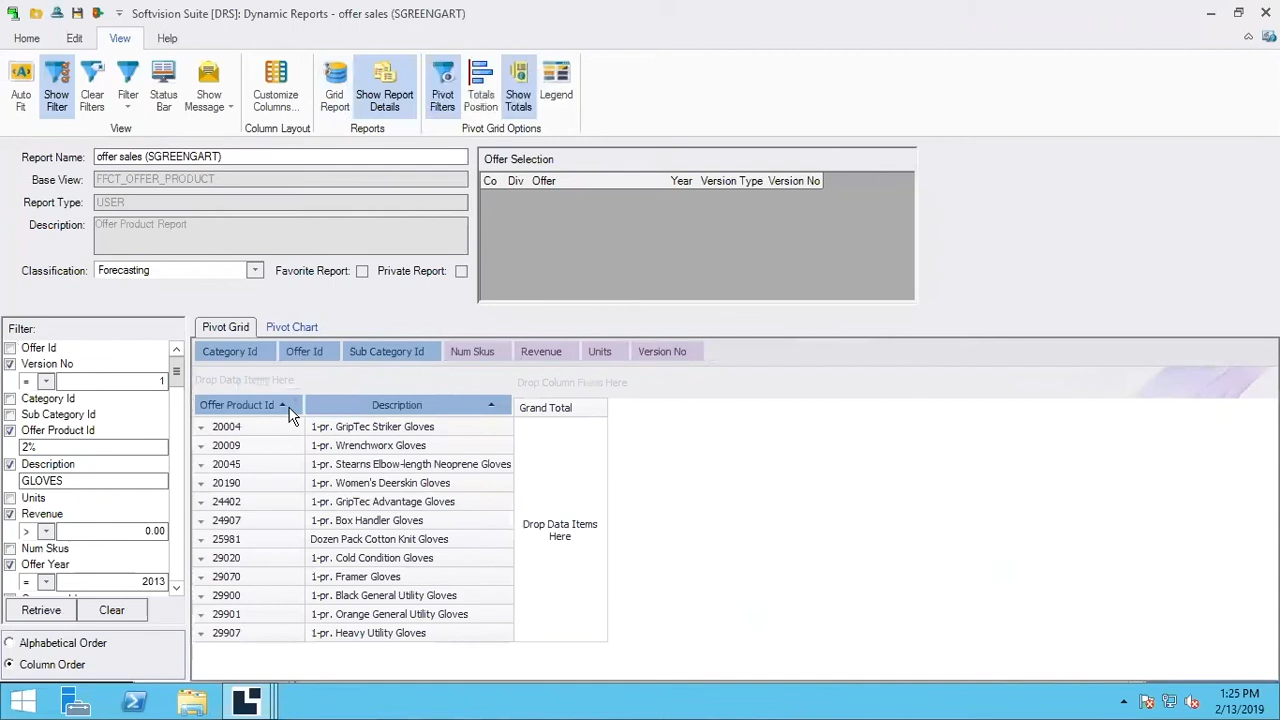 Softvision Suite [DRS]: Dynamic Reports - offer sales (SGREENGART)
Home Edit View Help
Auto Fit
Show Filter
Clear Filters
Filter
Status Bar
Show Message
Customize Columns...
Grid Report
Show Report Details
Pivot Filters
Totals Position
Show Totals
Legend
View Column Layout Reports Pivot Grid Options
Report Name: offer sales (SGREENGART)
Base View: FFCT_OFFER_PRODUCT
Report Type: USER
Description: Offer Product Report
Classification: Forecasting Favorite Report: Private Report:
Offer Selection
Co Div Offer Year Version Type Version No
Filter:
Offer Id
Version No
= 1
Category Id
Sub Category Id
Offer Product Id
2%
Description
GLOVES
Units
Revenue
> 0.00
Num Skus
Offer Year
= 2013
Retrieve Clear
Alphabetical Order
Column Order
Pivot Grid Pivot Chart
Category Id Offer Id Sub Category Id Num Skus Revenue Units Version No
Drop Data Items Here Drop Column Fields Here
Offer Product Id Description Grand Total
20004 1-pr. GripTec Striker Gloves
20009 1-pr. Wrenchworx Gloves
20045 1-pr. Stearns Elbow-length Neoprene Gloves
20190 1-pr. Women's Deerskin Gloves
24402 1-pr. GripTec Advantage Gloves
24907 1-pr. Box Handler Gloves
25981 Dozen Pack Cotton Knit Gloves
29020 1-pr. Cold Condition Gloves
29070 1-pr. Framer Gloves
29900 1-pr. Black General Utility Gloves
29901 1-pr. Orange General Utility Gloves
29907 1-pr. Heavy Utility Gloves
Drop Data Items
Here
1:25 PM
2/13/2019